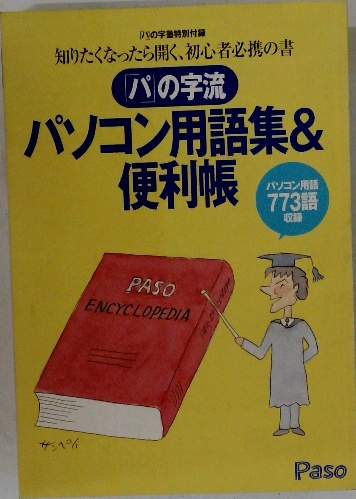 「パ」の字塾特別付録
知りたくなったら開く、初心者必携の書
「パ」の字流
パソコン用語集&
便利帳
パソコン用語
773語
収録
PASO
ENCYCLOPEDIA
Paso